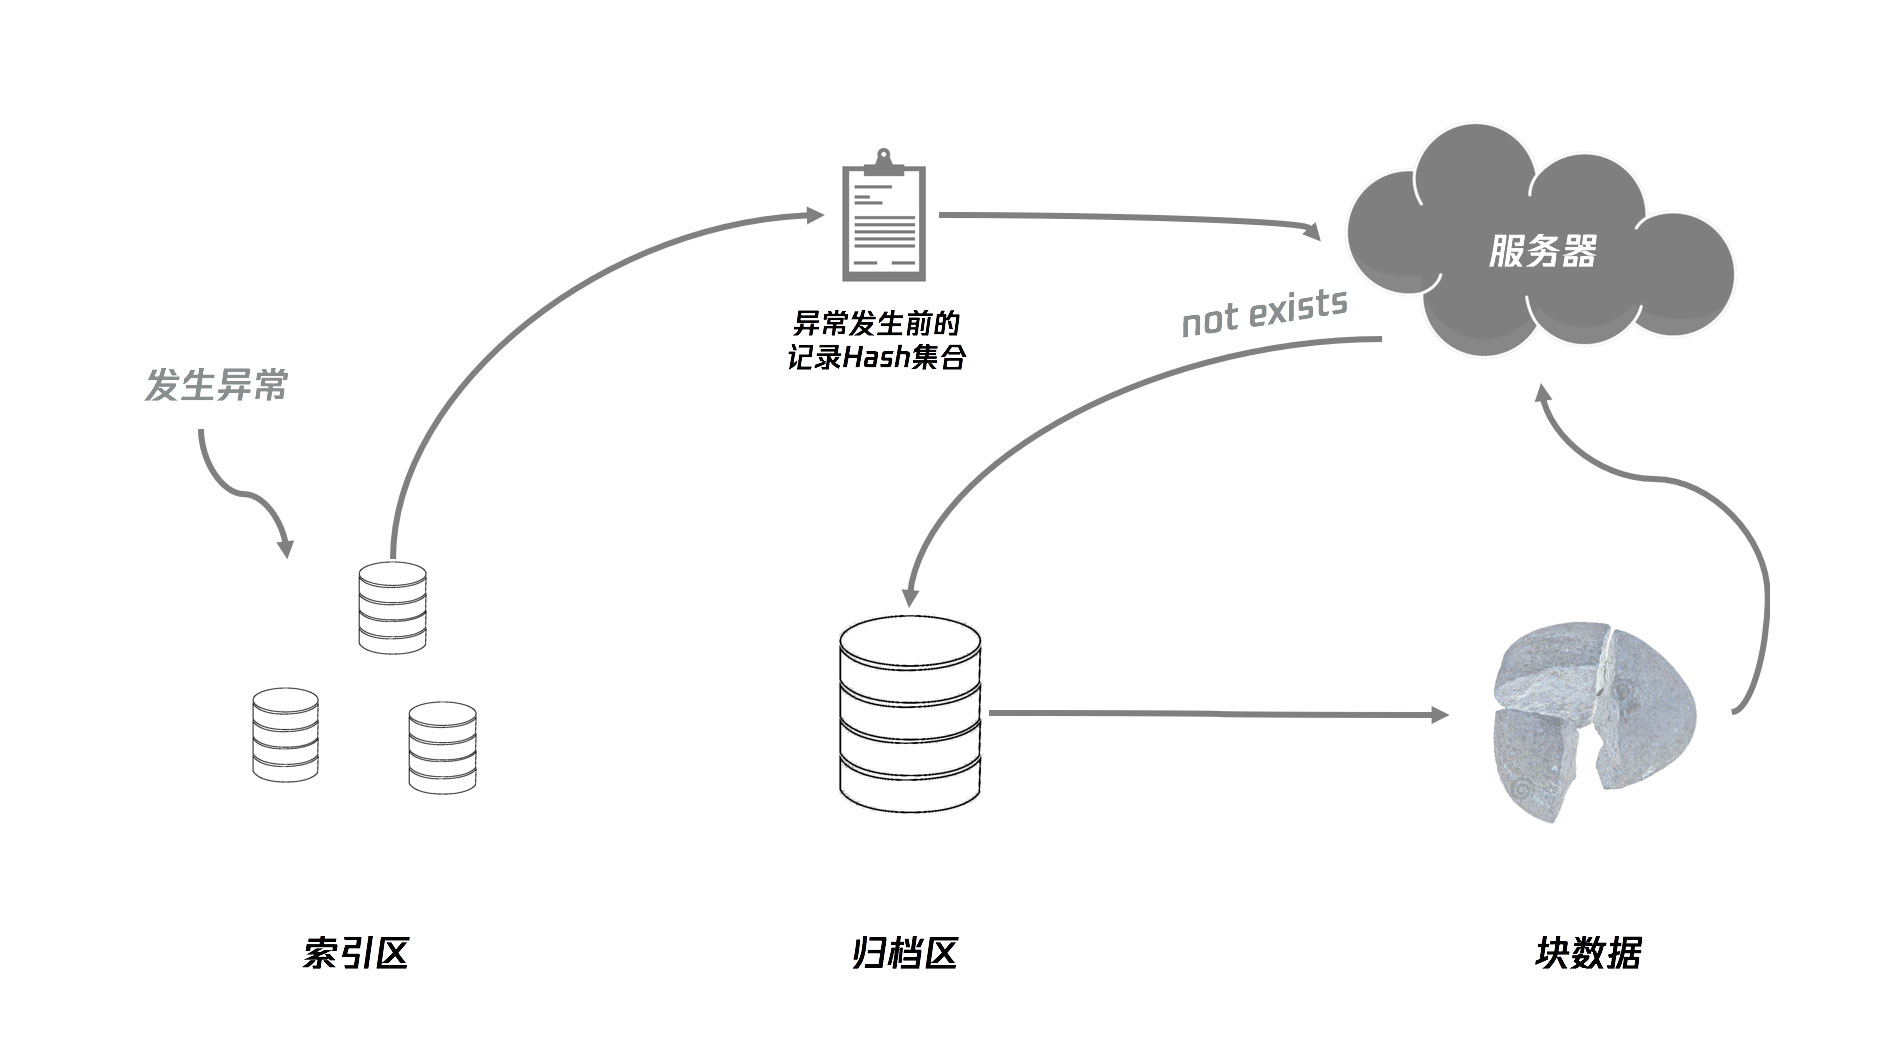 服务器
not exists
异常发生前的
记录Hash集合
发生异常
索引区
归档区
块数据